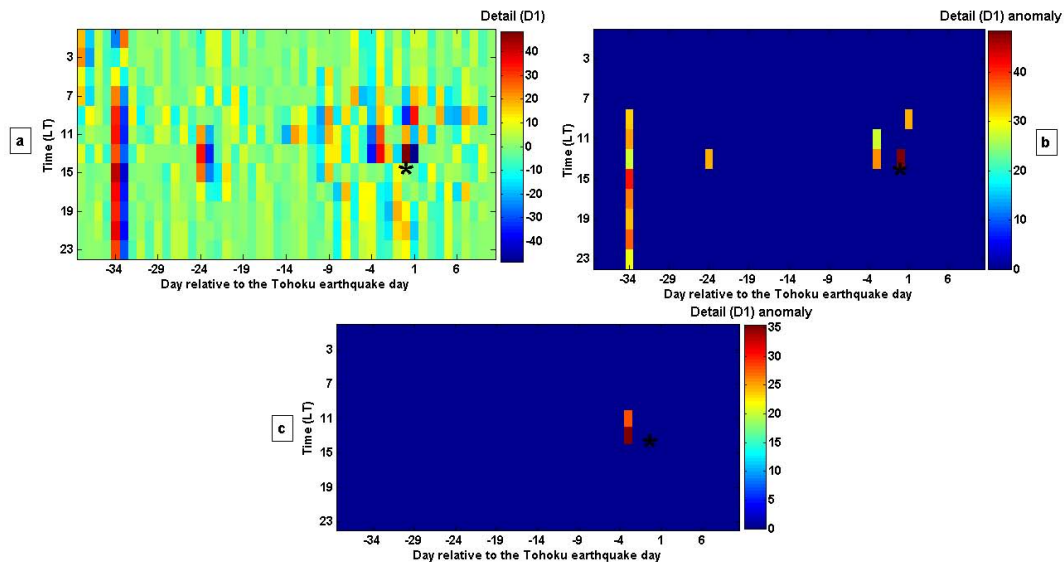 Detail (D1)
a
Time (LT)
3
7
11
15
19
23
-34 -29 -24 -19 -14 -9 -4 1 6
Day relative to the Tohoku earthquake day
40
20
0
-20
-40
Detail (D1) anomaly
b
Time (LT)
3
7
11
15
19
23
-34 -29 -24 -19 -14 -9 -4 1 6
Day relative to the Tohoku earthquake day
40
30
20
10
0
Detail (D1) anomaly
c
Time (LT)
3
7
11
15
19
23
-34 -29 -24 -19 -14 -9 -4 1 6
Day relative to the Tohoku earthquake day
35
30
25
20
15
10
5
0